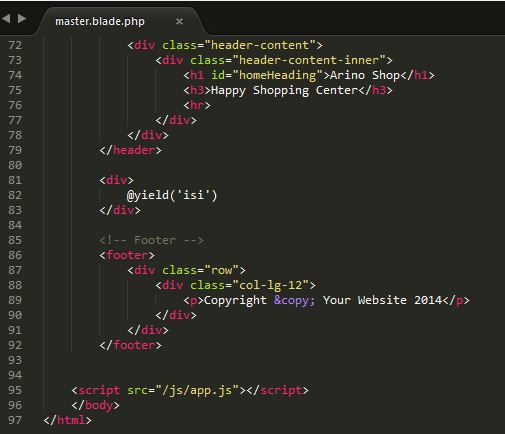 master.blade.php ×
72 <div class="header-content">
73 <div class="header-content-inner">
74 <h1 id="homeHeading">Arino Shop</h1>
75 <h3>Happy Shopping Center</h3>
76 <hr>
77 </div>
78 </div>
79 </header>
80
81 <div>
82 @yield('isi')
83 </div>
84
85 <!-- Footer -->
86 <footer>
87 <div class="row">
88 <div class="col-lg-12">
89 <p>Copyright &copy; Your Website 2014</p>
90 </div>
91 </div>
92 </footer>
93
94
95 <script src="/js/app.js"></script>
96 </body>
97 </html>